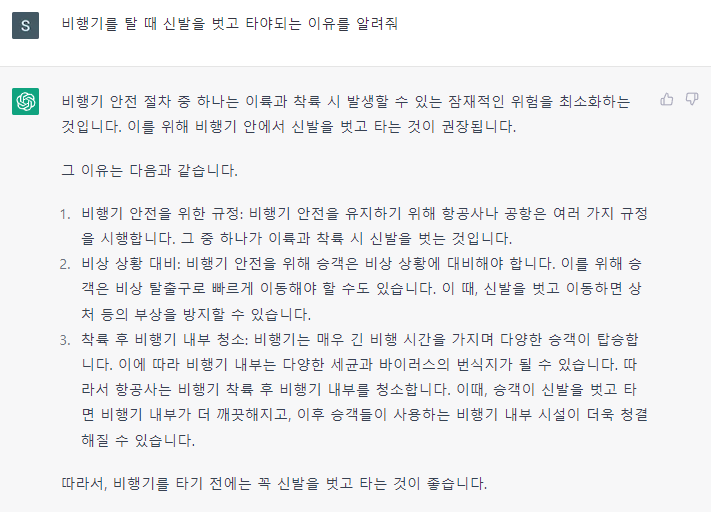 S
비행기를 탈 때 신발을 벗고 타야되는 이유를 알려줘
비행기 안전 절차 중 하나는 이륙과 착륙 시 발생할 수 있는 잠재적인 위험을 최소화하는
것입니다. 이를 위해 비행기 안에서 신발을 벗고 타는 것이 권장됩니다.
그 이유는 다음과 같습니다.
1. 비행기 안전을 위한 규정: 비행기 안전을 유지하기 위해 항공사나 공항은 여러 가지 규정
을 시행합니다. 그 중 하나가 이륙과 착륙 시 신발을 벗는 것입니다.
2. 비상 상황 대비: 비행기 안전을 위해 승객은 비상 상황에 대비해야 합니다. 이를 위해 승
객은 비상 탈출구로 빠르게 이동해야 할 수도 있습니다. 이 때, 신발을 벗고 이동하면 상
처 등의 부상을 방지할 수 있습니다.
3. 착륙 후 비행기 내부 청소: 비행기는 매우 긴 비행 시간을 가지며 다양한 승객이 탑승합
니다. 이에 따라 비행기 내부는 다양한 세균과 바이러스의 번식지가 될 수 있습니다. 따
라서 항공사는 비행기 착륙 후 비행기 내부를 청소합니다. 이때, 승객이 신발을 벗고 타
면 비행기 내부가 더 깨끗해지고, 이후 승객들이 사용하는 비행기 내부 시설이 더욱 청결
해질 수 있습니다.
따라서, 비행기를 타기 전에는 꼭 신발을 벗고 타는 것이 좋습니다.